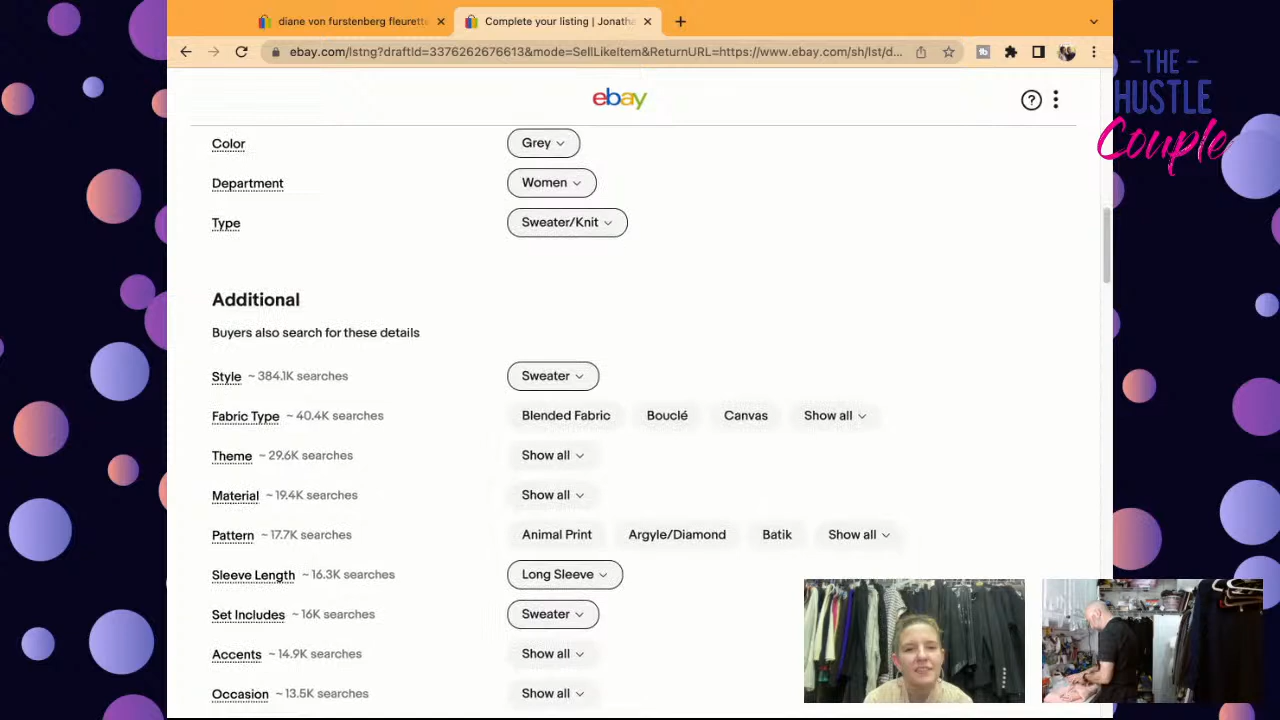 diane von furstenberg fleurette
Complete your listing | Jonatha
ebay.com/lstng?draftId=3376262676613&mode=SellLikeItem&ReturnURL=https://www.ebay.com/sh/lst/d...
tb
-THE-
HUSTLE
Couple
ebay
Color Grey
Department Women
Type Sweater/Knit
Additional
Buyers also search for these details
Style ~ 384.1K searches Sweater
Fabric Type ~ 40.4K searches Blended Fabric Bouclé Canvas Show all
Theme ~ 29.6K searches Show all
Material ~ 19.4K searches Show all
Pattern ~ 17.7K searches Animal Print Argyle/Diamond Batik Show all
Sleeve Length ~ 16.3K searches Long Sleeve
Set Includes ~ 16K searches Sweater
Accents ~ 14.9K searches Show all
Occasion ~ 13.5K searches Show all